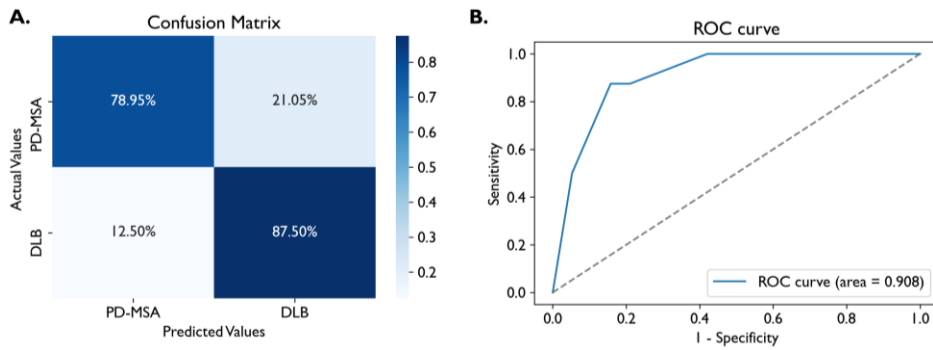 A.
Confusion Matrix
PD-MSA
DLB
Actual Values
78.95%
21.05%
12.50%
87.50%
PD-MSA
DLB
Predicted Values
0.8
0.7
0.6
0.5
0.4
0.3
0.2
B.
ROC curve
1.0
0.8
0.6
0.4
0.2
0.0
Sensitivity
ROC curve (area = 0.908)
0.0
0.2
0.4
0.6
0.8
1.0
1 - Specificity